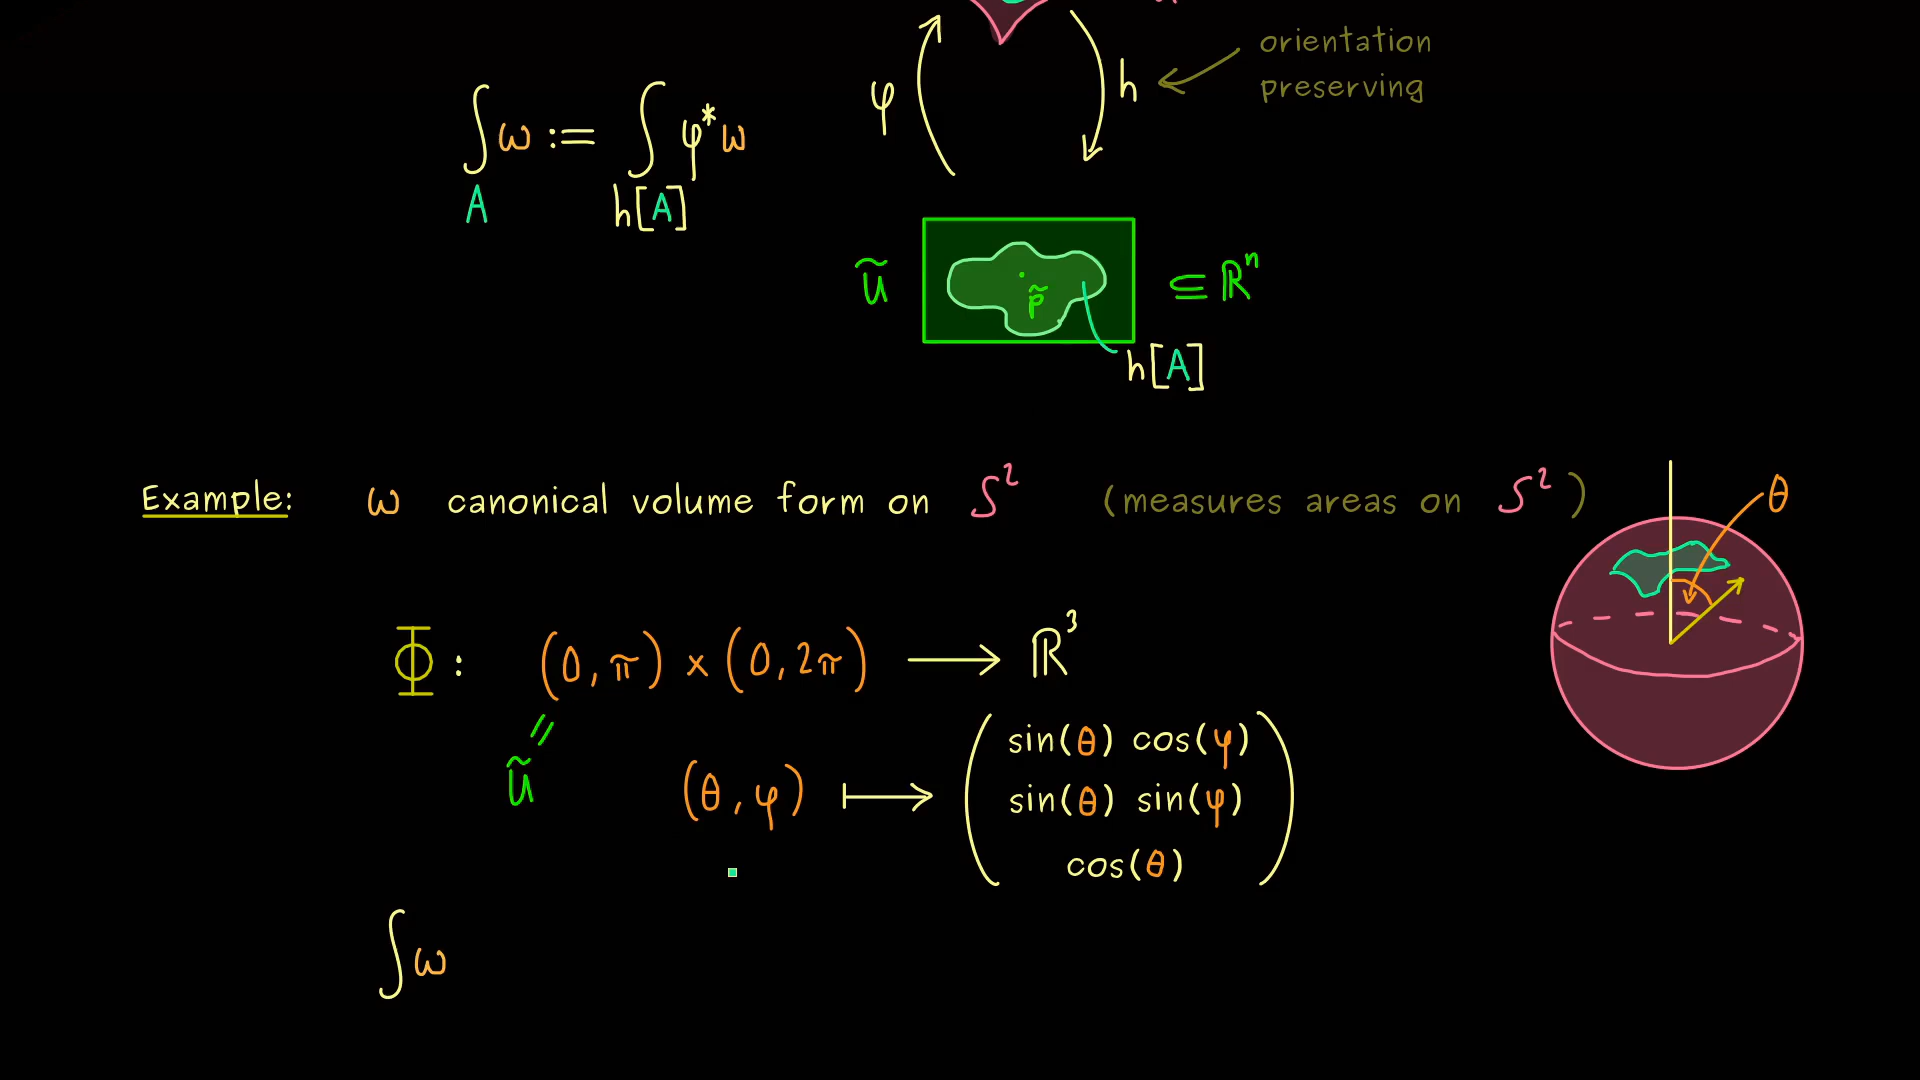 orientation
preserving
φ h
∫ω := ∫φ*ω
A h[A]
Ũ p̃ ⊆ ℝⁿ
h[A]
Example: ω canonical volume form on S² (measures areas on S²)
θ
Φ: (0,π) × (0,2π) ⟶ ℝ³
=
Ũ
(θ,φ) ⟼ ( sin(θ) cos(φ)
sin(θ) sin(φ)
cos(θ) )
∫ω